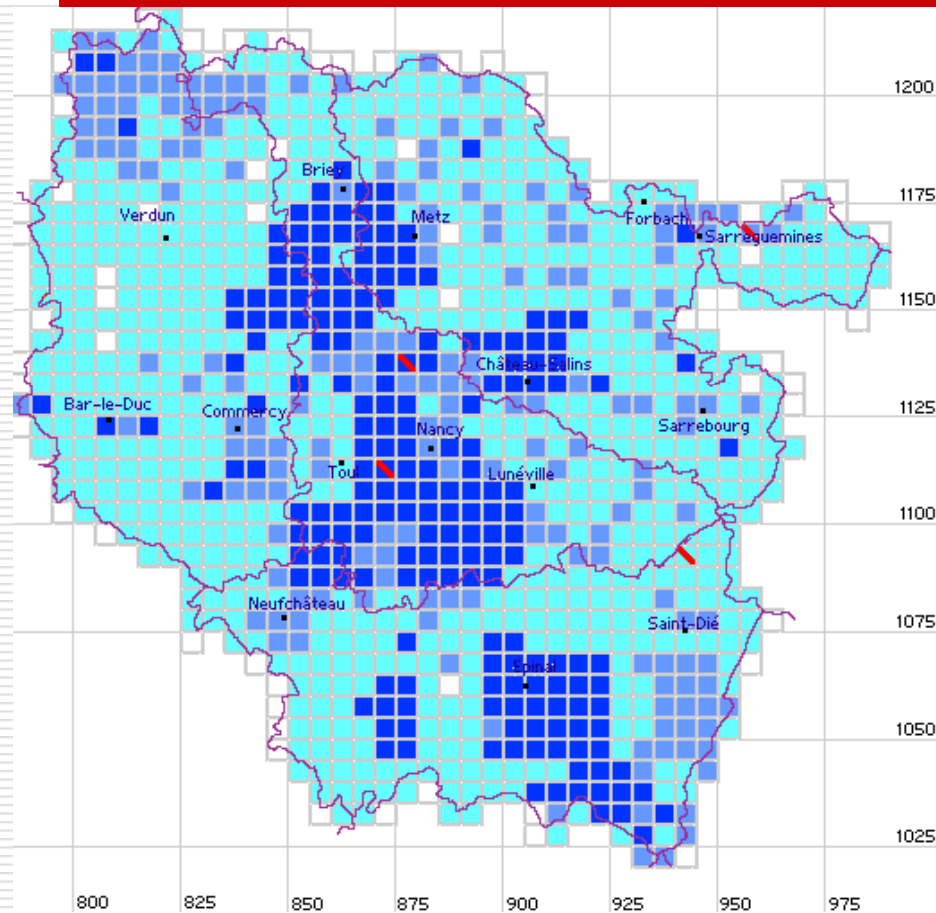 1200
Briey
1175
Verdun
Metz
Forbach
Sarreguemines
1150
Château-Salins
Bar-le-Duc
Commercy
1125
Sarrebourg
Nancy
Toul
Lunéville
1100
Neufchâteau
1075
Saint-Dié
Epinal
1050
1025
800 825 850 875 900 925 950 975